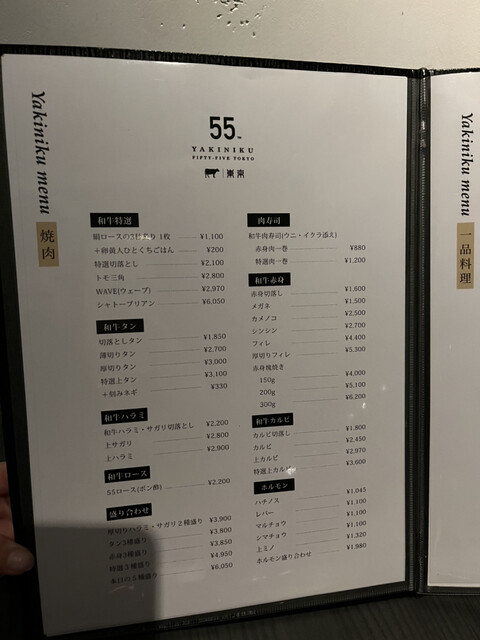 Yakiniku menu
焼肉
55
YAKINIKU
FIFTY-FIVE TOKYO
東京
和牛特選
絹ロースの3秒炙り 1枚 ¥1,100
+卵黄入ひとくちごはん ¥200
特選切落とし ¥2,100
トモ三角 ¥2,800
WAVE(ウェーブ) ¥2,970
シャトーブリアン ¥6,050
和牛タン
切落としタン ¥1,850
薄切りタン ¥2,700
厚切りタン ¥3,000
特選上タン ¥3,100
+刻みネギ ¥330
和牛ハラミ
和牛ハラミ・サガリ切落とし ¥2,200
上サガリ ¥2,800
上ハラミ ¥2,900
和牛ロース
55ロース(ポン酢) ¥2,200
盛り合わせ
厚切りハラミ・サガリ2種盛り ¥3,900
タン3種盛り ¥3,800
赤身3種盛り ¥3,850
特選3種盛り ¥4,950
本日の5種盛り ¥6,050
肉寿司
和牛肉寿司(ウニ・イクラ添え)
赤身肉一巻 ¥880
特選肉一巻 ¥1,200
和牛赤身
赤身切落し ¥1,600
メガネ ¥1,500
カメノコ ¥2,500
シンシン ¥2,700
フィレ ¥4,400
厚切りフィレ ¥5,300
赤身塊焼き
150g ¥4,000
200g ¥5,100
300g ¥6,200
和牛カルビ
カルビ切落し ¥1,800
カルビ ¥2,450
上カルビ ¥2,970
特選上カルビ ¥3,600
ホルモン
ハチノス ¥1,045
レバー ¥1,100
マルチョウ ¥1,100
シマチョウ ¥1,100
上ミノ ¥1,320
ホルモン盛り合わせ ¥1,980
Yakiniku menu
一品料理